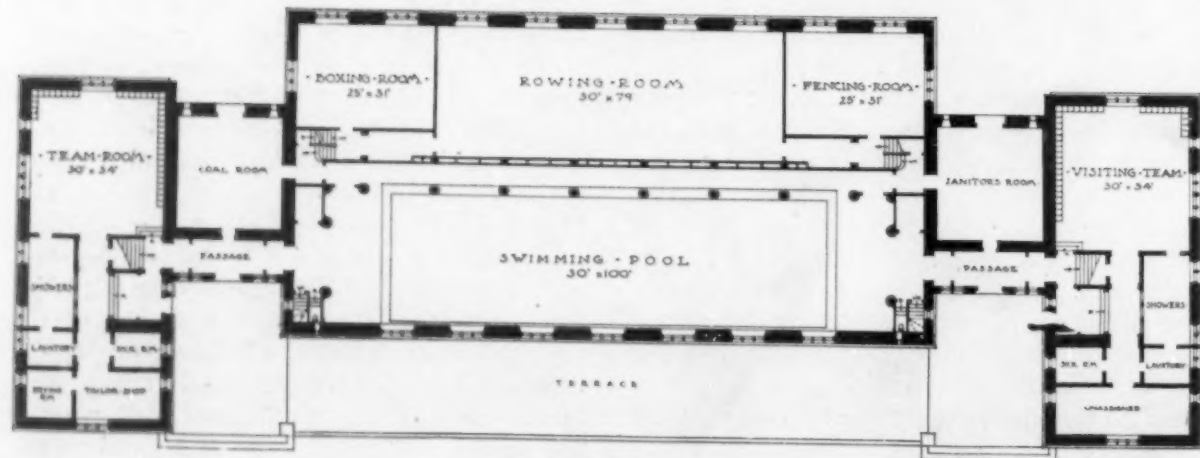 · BOXING · ROOM ·
25' x 31'
ROWING · ROOM
30' x 79'
· FENCING · ROOM ·
25' x 31'
· TEAM · ROOM ·
30' x 34'
COAL ROOM
JANITORS ROOM
· VISITING · TEAM ·
30' x 34'
SWIMMING · POOL
30' x 100'
PASSAGE
PASSAGE
SHOWERS
SHOWERS
LAVATORY
LAVATORY
TAILOR SHOP
TERRACE
UNASSIGNED